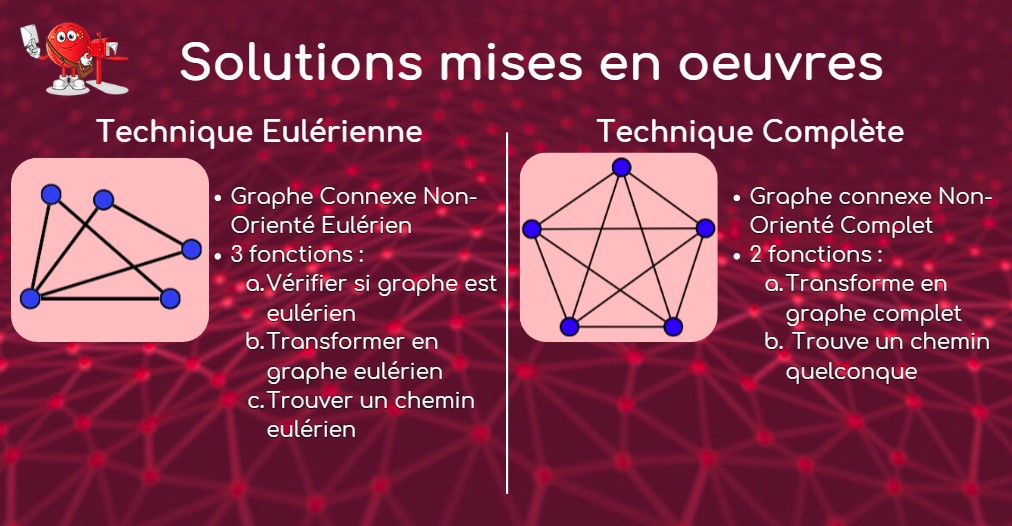 Solutions mises en oeuvres
Technique Eulérienne
• Graphe Connexe Non-
Orienté Eulérien
• 3 fonctions :
a. Vérifier si graphe est
eulérien
b. Transformer en
graphe eulérien
c. Trouver un chemin
eulérien
Technique Complète
• Graphe connexe Non-
Orienté Complet
• 2 fonctions :
a. Transforme en
graphe complet
b. Trouve un chemin
quelconque